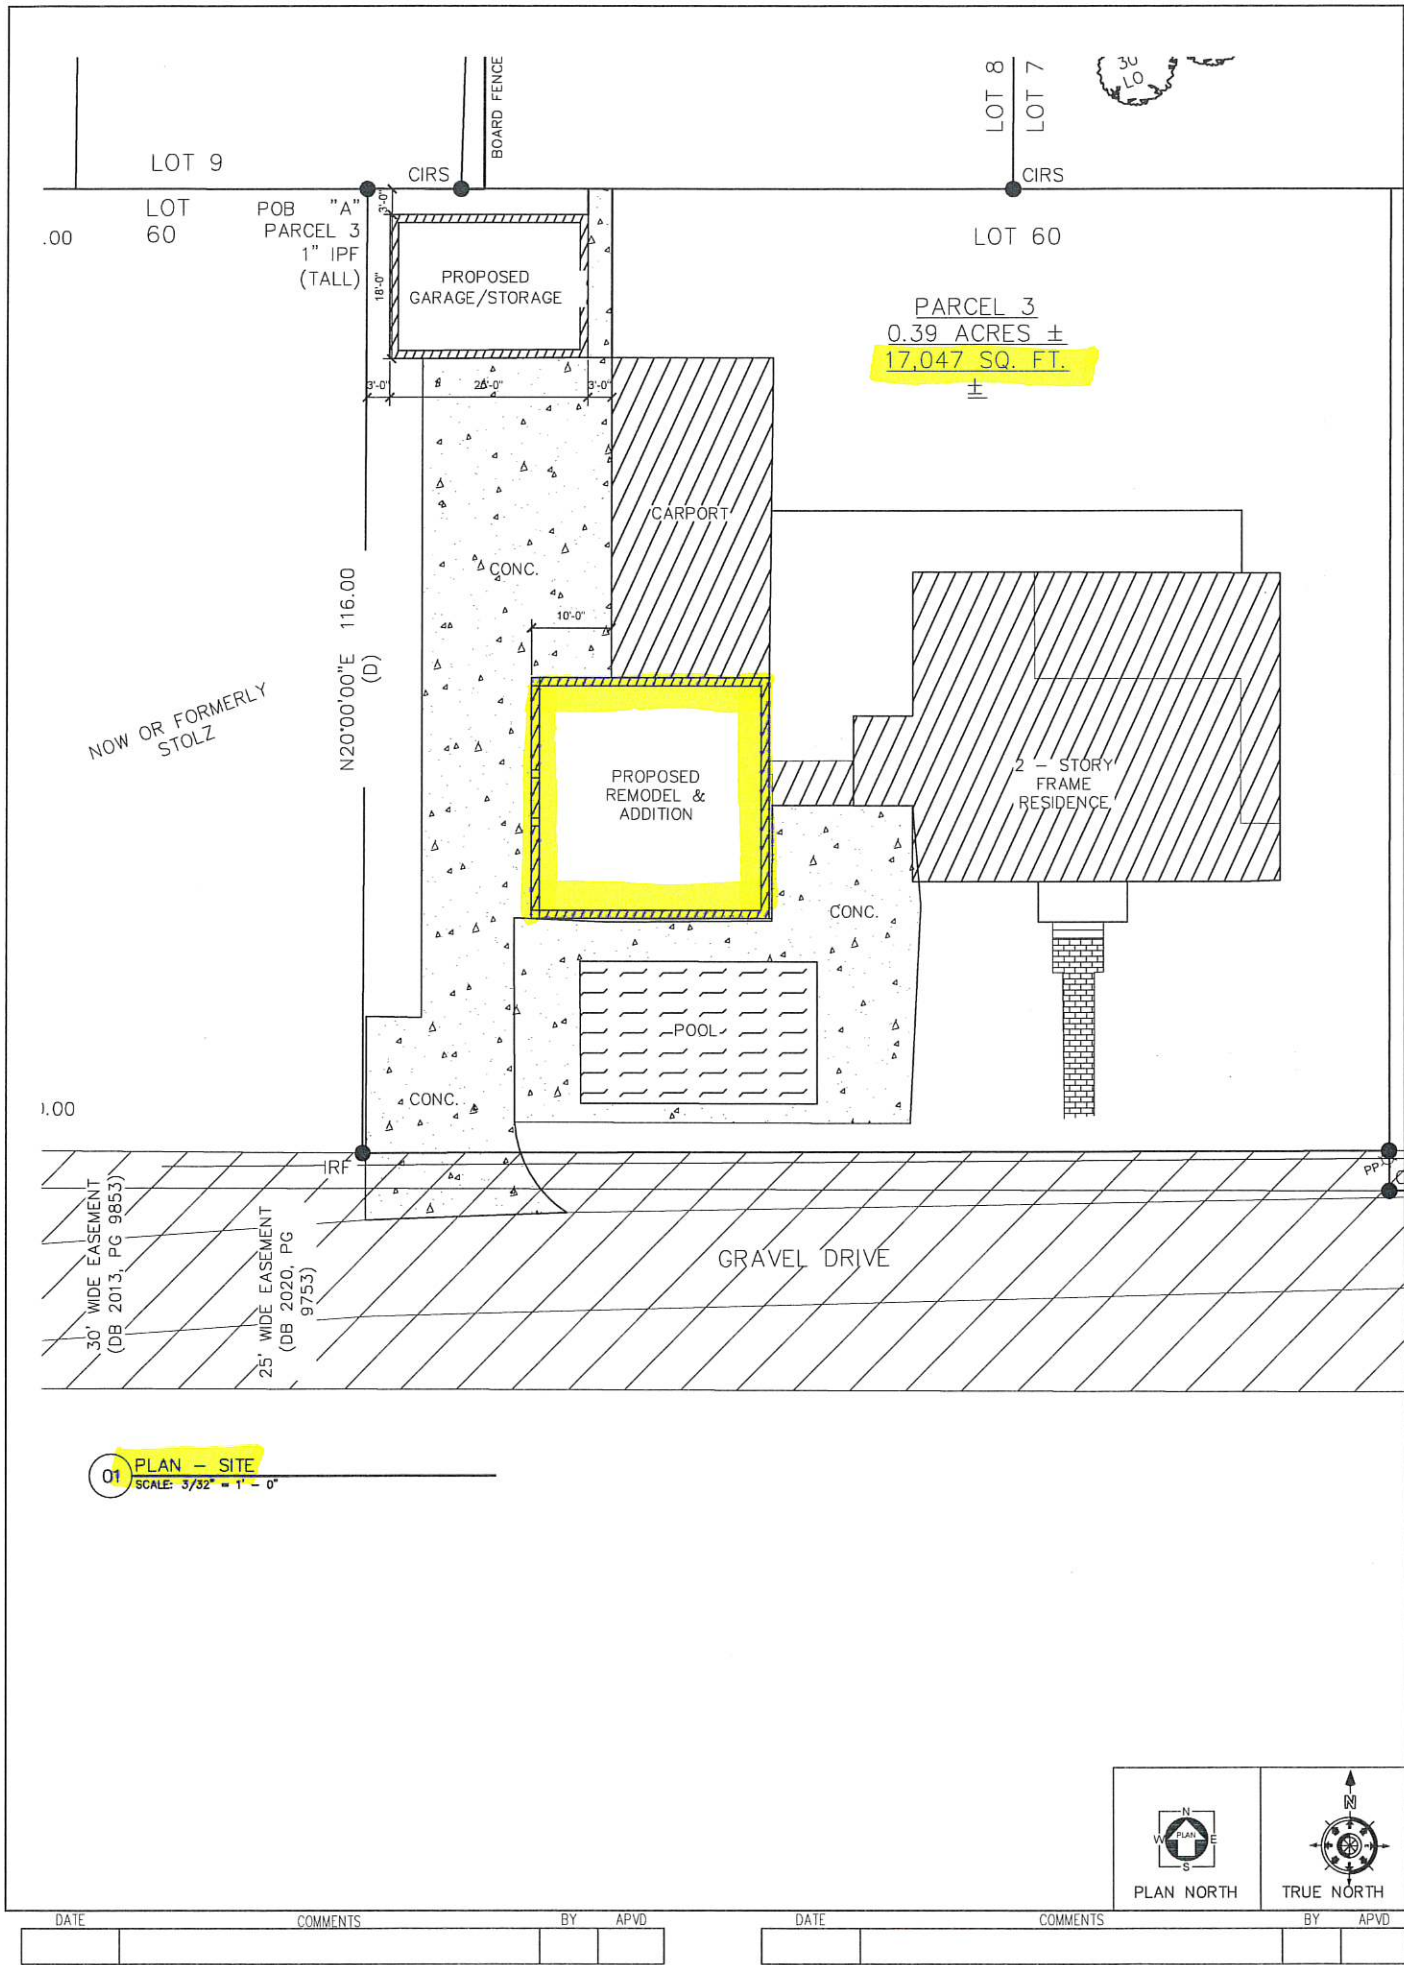 BOARD FENCE
LOT 8
LOT 7
30
LO
LOT 9
CIRS
CIRS
LOT
60
POB "A"
PARCEL 3
1" IPF
(TALL)
.00
3'-0"
18'-0"
PROPOSED
GARAGE/STORAGE
LOT 60
PARCEL 3
0.39 ACRES ±
17,047 SQ. FT.
±
3'-0"
3'-0"
CARPORT
CONC.
10'-0"
N20°00'00"E 116.00
(D)
NOW OR FORMERLY
STOLZ
PROPOSED
REMODEL &
ADDITION
2 - STORY
FRAME
RESIDENCE
CONC.
POOL
CONC.
).00
IRF
PP
30' WIDE EASEMENT
(DB 2013, PG 9853)
25' WIDE EASEMENT
(DB 2020, PG
9753)
GRAVEL DRIVE
01
PLAN - SITE
SCALE: 3/32" = 1' - 0"
N
W
PLAN
E
S
PLAN NORTH
N
TRUE NORTH
DATE COMMENTS BY APVD
DATE COMMENTS BY APVD